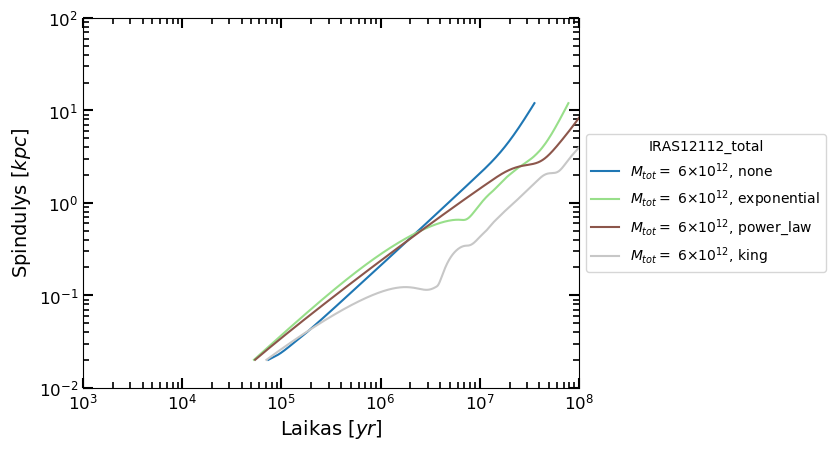 10²
10¹
10⁰
10⁻¹
10⁻²
Spindulys [kpc]
10³ 10⁴ 10⁵ 10⁶ 10⁷ 10⁸
Laikas [yr]
IRAS12112_total
M_tot = 6×10¹², none
M_tot = 6×10¹², exponential
M_tot = 6×10¹², power_law
M_tot = 6×10¹², king